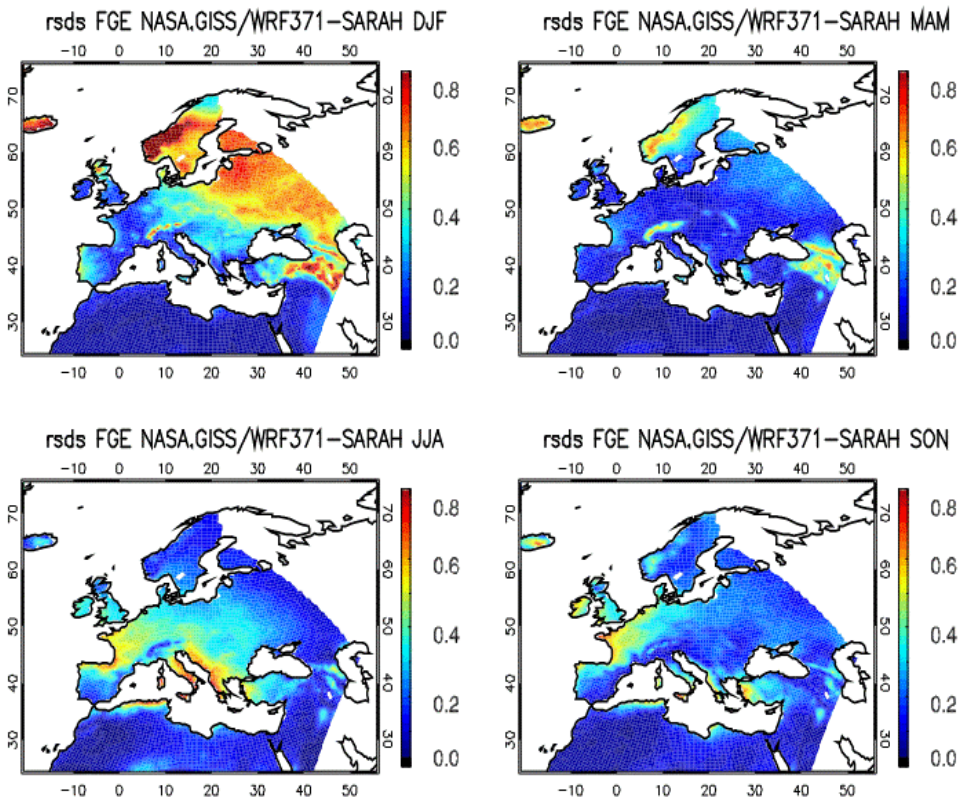 rsds FGE NASA.GISS/WRF371-SARAH DJF
-10 0 10 20 30 40 50
70 60 50 40 30
70 60 50 40 30
0.8 0.6 0.4 0.2 0.0
-10 0 10 20 30 40 50
rsds FGE NASA.GISS/WRF371-SARAH MAM
-10 0 10 20 30 40 50
70 60 50 40 30
70 60 50 40 30
0.8 0.6 0.4 0.2 0.0
-10 0 10 20 30 40 50
rsds FGE NASA.GISS/WRF371-SARAH JJA
-10 0 10 20 30 40 50
70 60 50 40 30
70 60 50 40 30
0.8 0.6 0.4 0.2 0.0
-10 0 10 20 30 40 50
rsds FGE NASA.GISS/WRF371-SARAH SON
-10 0 10 20 30 40 50
70 60 50 40 30
70 60 50 40 30
0.8 0.6 0.4 0.2 0.0
-10 0 10 20 30 40 50